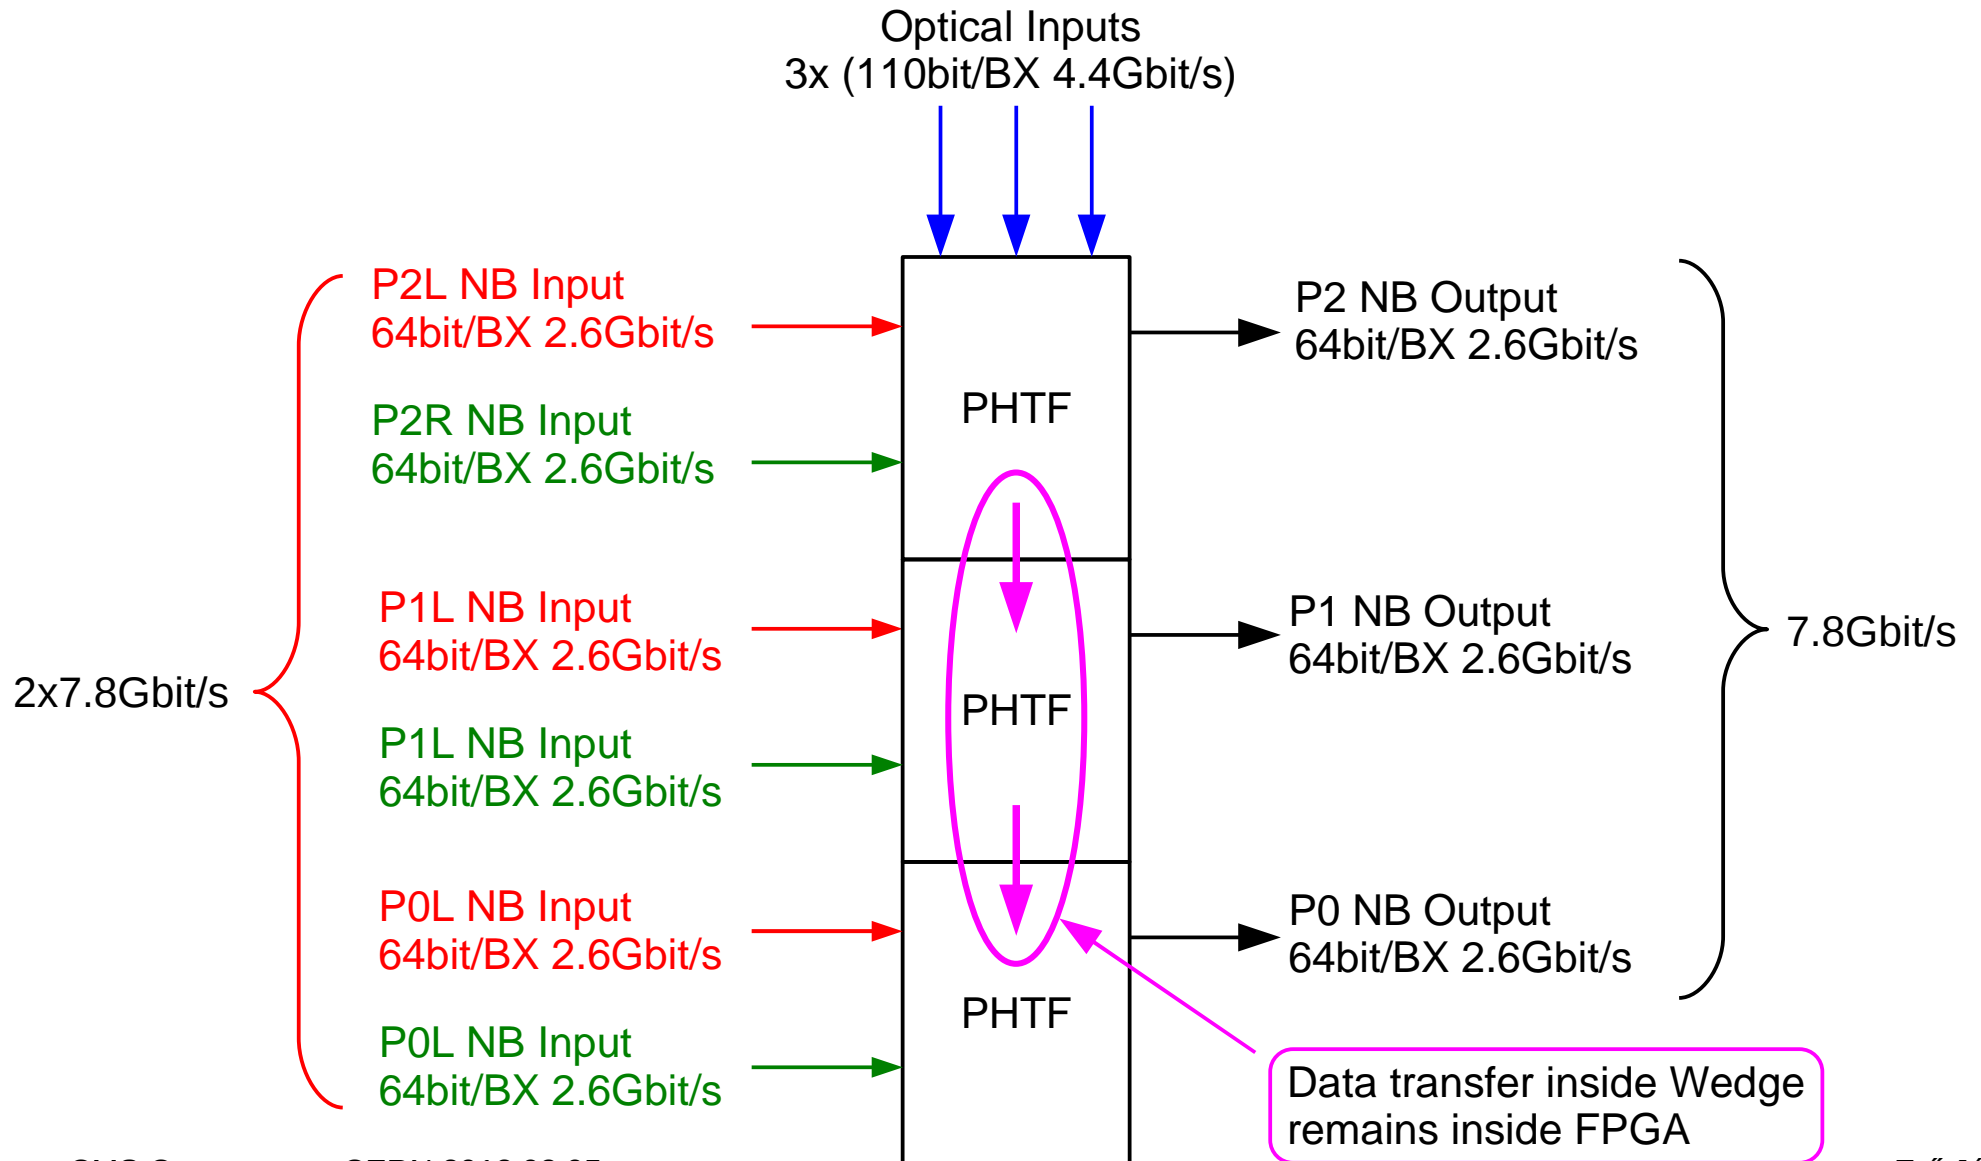 Optical Inputs
3x (110bit/BX 4.4Gbit/s)
P2L NB Input
64bit/BX 2.6Gbit/s
P2R NB Input
64bit/BX 2.6Gbit/s
P1L NB Input
64bit/BX 2.6Gbit/s
P1L NB Input
64bit/BX 2.6Gbit/s
P0L NB Input
64bit/BX 2.6Gbit/s
P0L NB Input
64bit/BX 2.6Gbit/s
2x7.8Gbit/s
PHTF
PHTF
PHTF
P2 NB Output
64bit/BX 2.6Gbit/s
P1 NB Output
64bit/BX 2.6Gbit/s
P0 NB Output
64bit/BX 2.6Gbit/s
7.8Gbit/s
Data transfer inside Wedge
remains inside FPGA